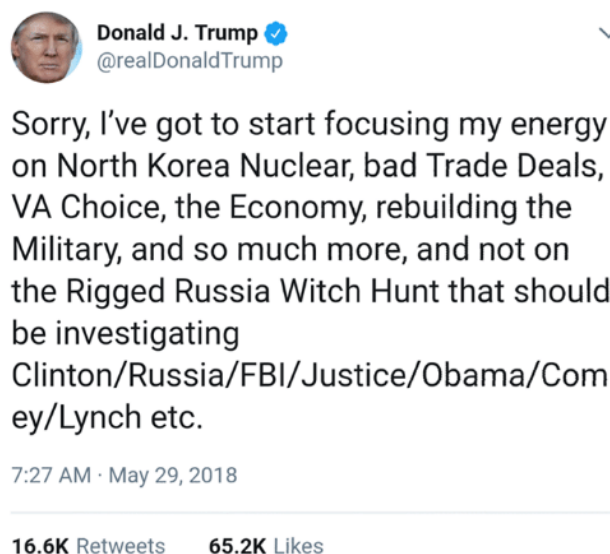 Donald J. Trump
@realDonaldTrump
Sorry, I've got to start focusing my energy
on North Korea Nuclear, bad Trade Deals,
VA Choice, the Economy, rebuilding the
Military, and so much more, and not on
the Rigged Russia Witch Hunt that should
be investigating
Clinton/Russia/FBI/Justice/Obama/Com
ey/Lynch etc.
7:27 AM · May 29, 2018
16.6K Retweets 65.2K Likes